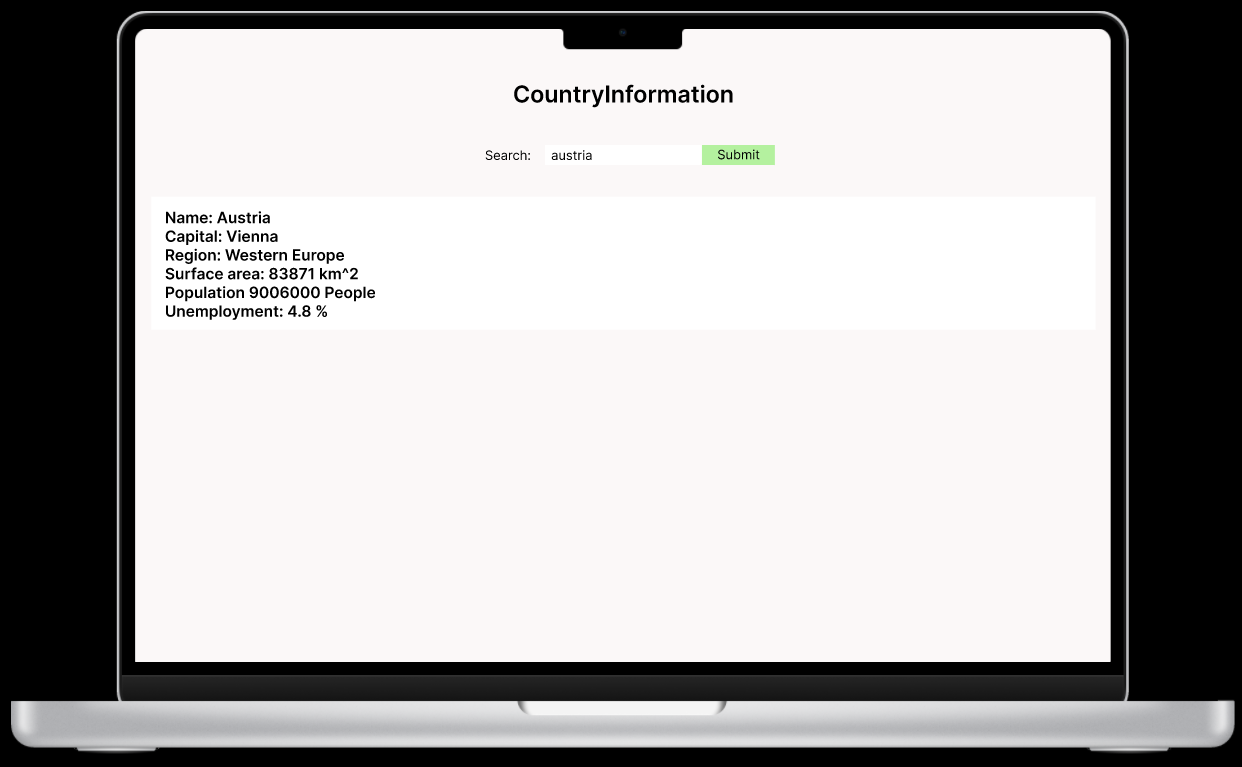 CountryInformation
Search: austria Submit
Name: Austria
Capital: Vienna
Region: Western Europe
Surface area: 83871 km^2
Population 9006000 People
Unemployment: 4.8 %